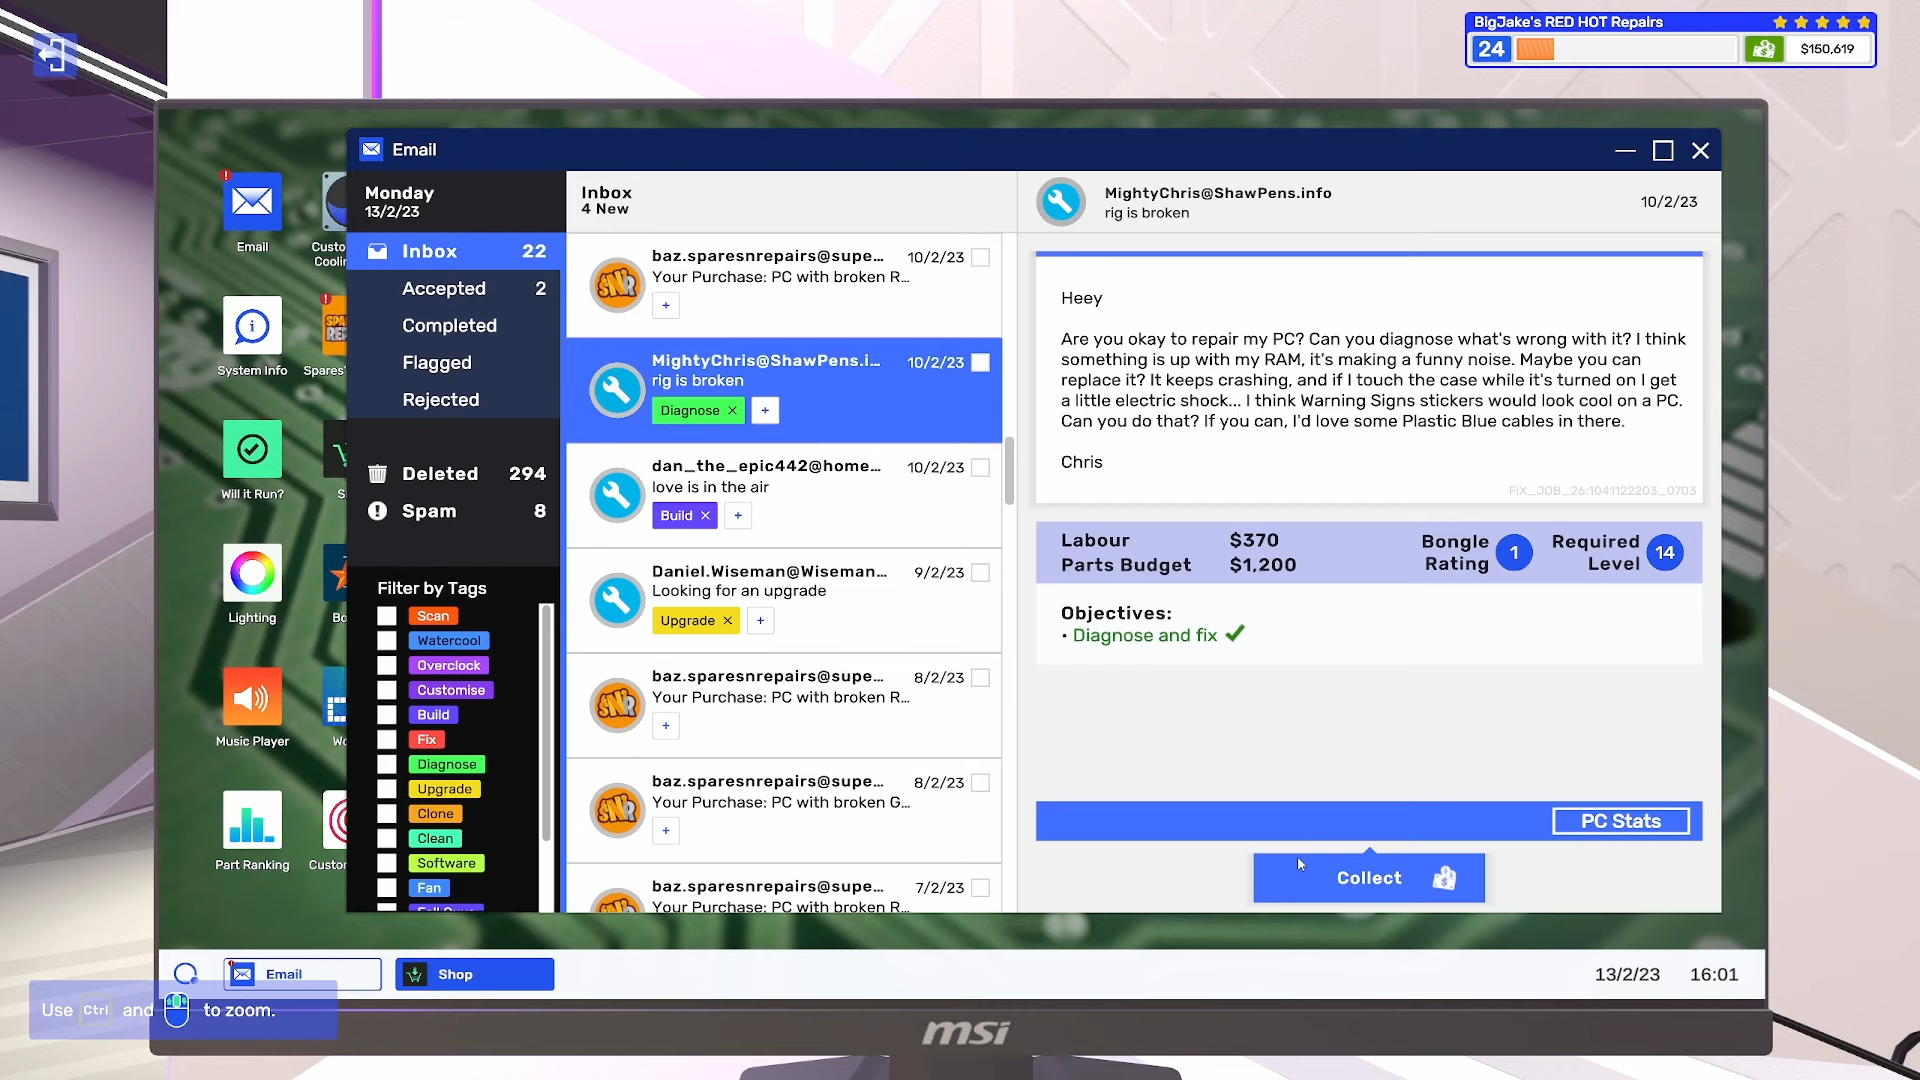 BigJake's RED HOT Repairs
24
$150,619
Email
Monday
13/2/23
Inbox 22
Accepted 2
Completed
Flagged
Rejected
Deleted 294
Spam 8
Filter by Tags
Scan
Watercool
Overclock
Customise
Build
Fix
Diagnose
Upgrade
Clone
Clean
Software
Fan
Inbox
4 New
baz.sparesnrepairs@supe... 10/2/23
Your Purchase: PC with broken R...
+
MightyChris@ShawPens.i... 10/2/23
rig is broken
Diagnose × +
dan_the_epic442@home... 10/2/23
love is in the air
Build × +
Daniel.Wiseman@Wiseman... 9/2/23
Looking for an upgrade
Upgrade × +
baz.sparesnrepairs@supe... 8/2/23
Your Purchase: PC with broken R...
+
baz.sparesnrepairs@supe... 8/2/23
Your Purchase: PC with broken G...
+
baz.sparesnrepairs@supe... 7/2/23
Your Purchase: PC with broken R...
MightyChris@ShawPens.info
rig is broken
10/2/23
Heey
Are you okay to repair my PC? Can you diagnose what's wrong with it? I think
something is up with my RAM, it's making a funny noise. Maybe you can
replace it? It keeps crashing, and if I touch the case while it's turned on I get
a little electric shock... I think Warning Signs stickers would look cool on a PC.
Can you do that? If you can, I'd love some Plastic Blue cables in there.
Chris
FIX_JOB_26:1041122203_0703
Labour $370
Parts Budget $1,200
Bongle Rating 1
Required Level 14
Objectives:
• Diagnose and fix
PC Stats
Collect
Email
System Info
Will it Run?
Lighting
Music Player
Part Ranking
Custo
Coolin
Spares'
Custom
Email
Shop
13/2/23 16:01
Use Ctrl and to zoom.
msi